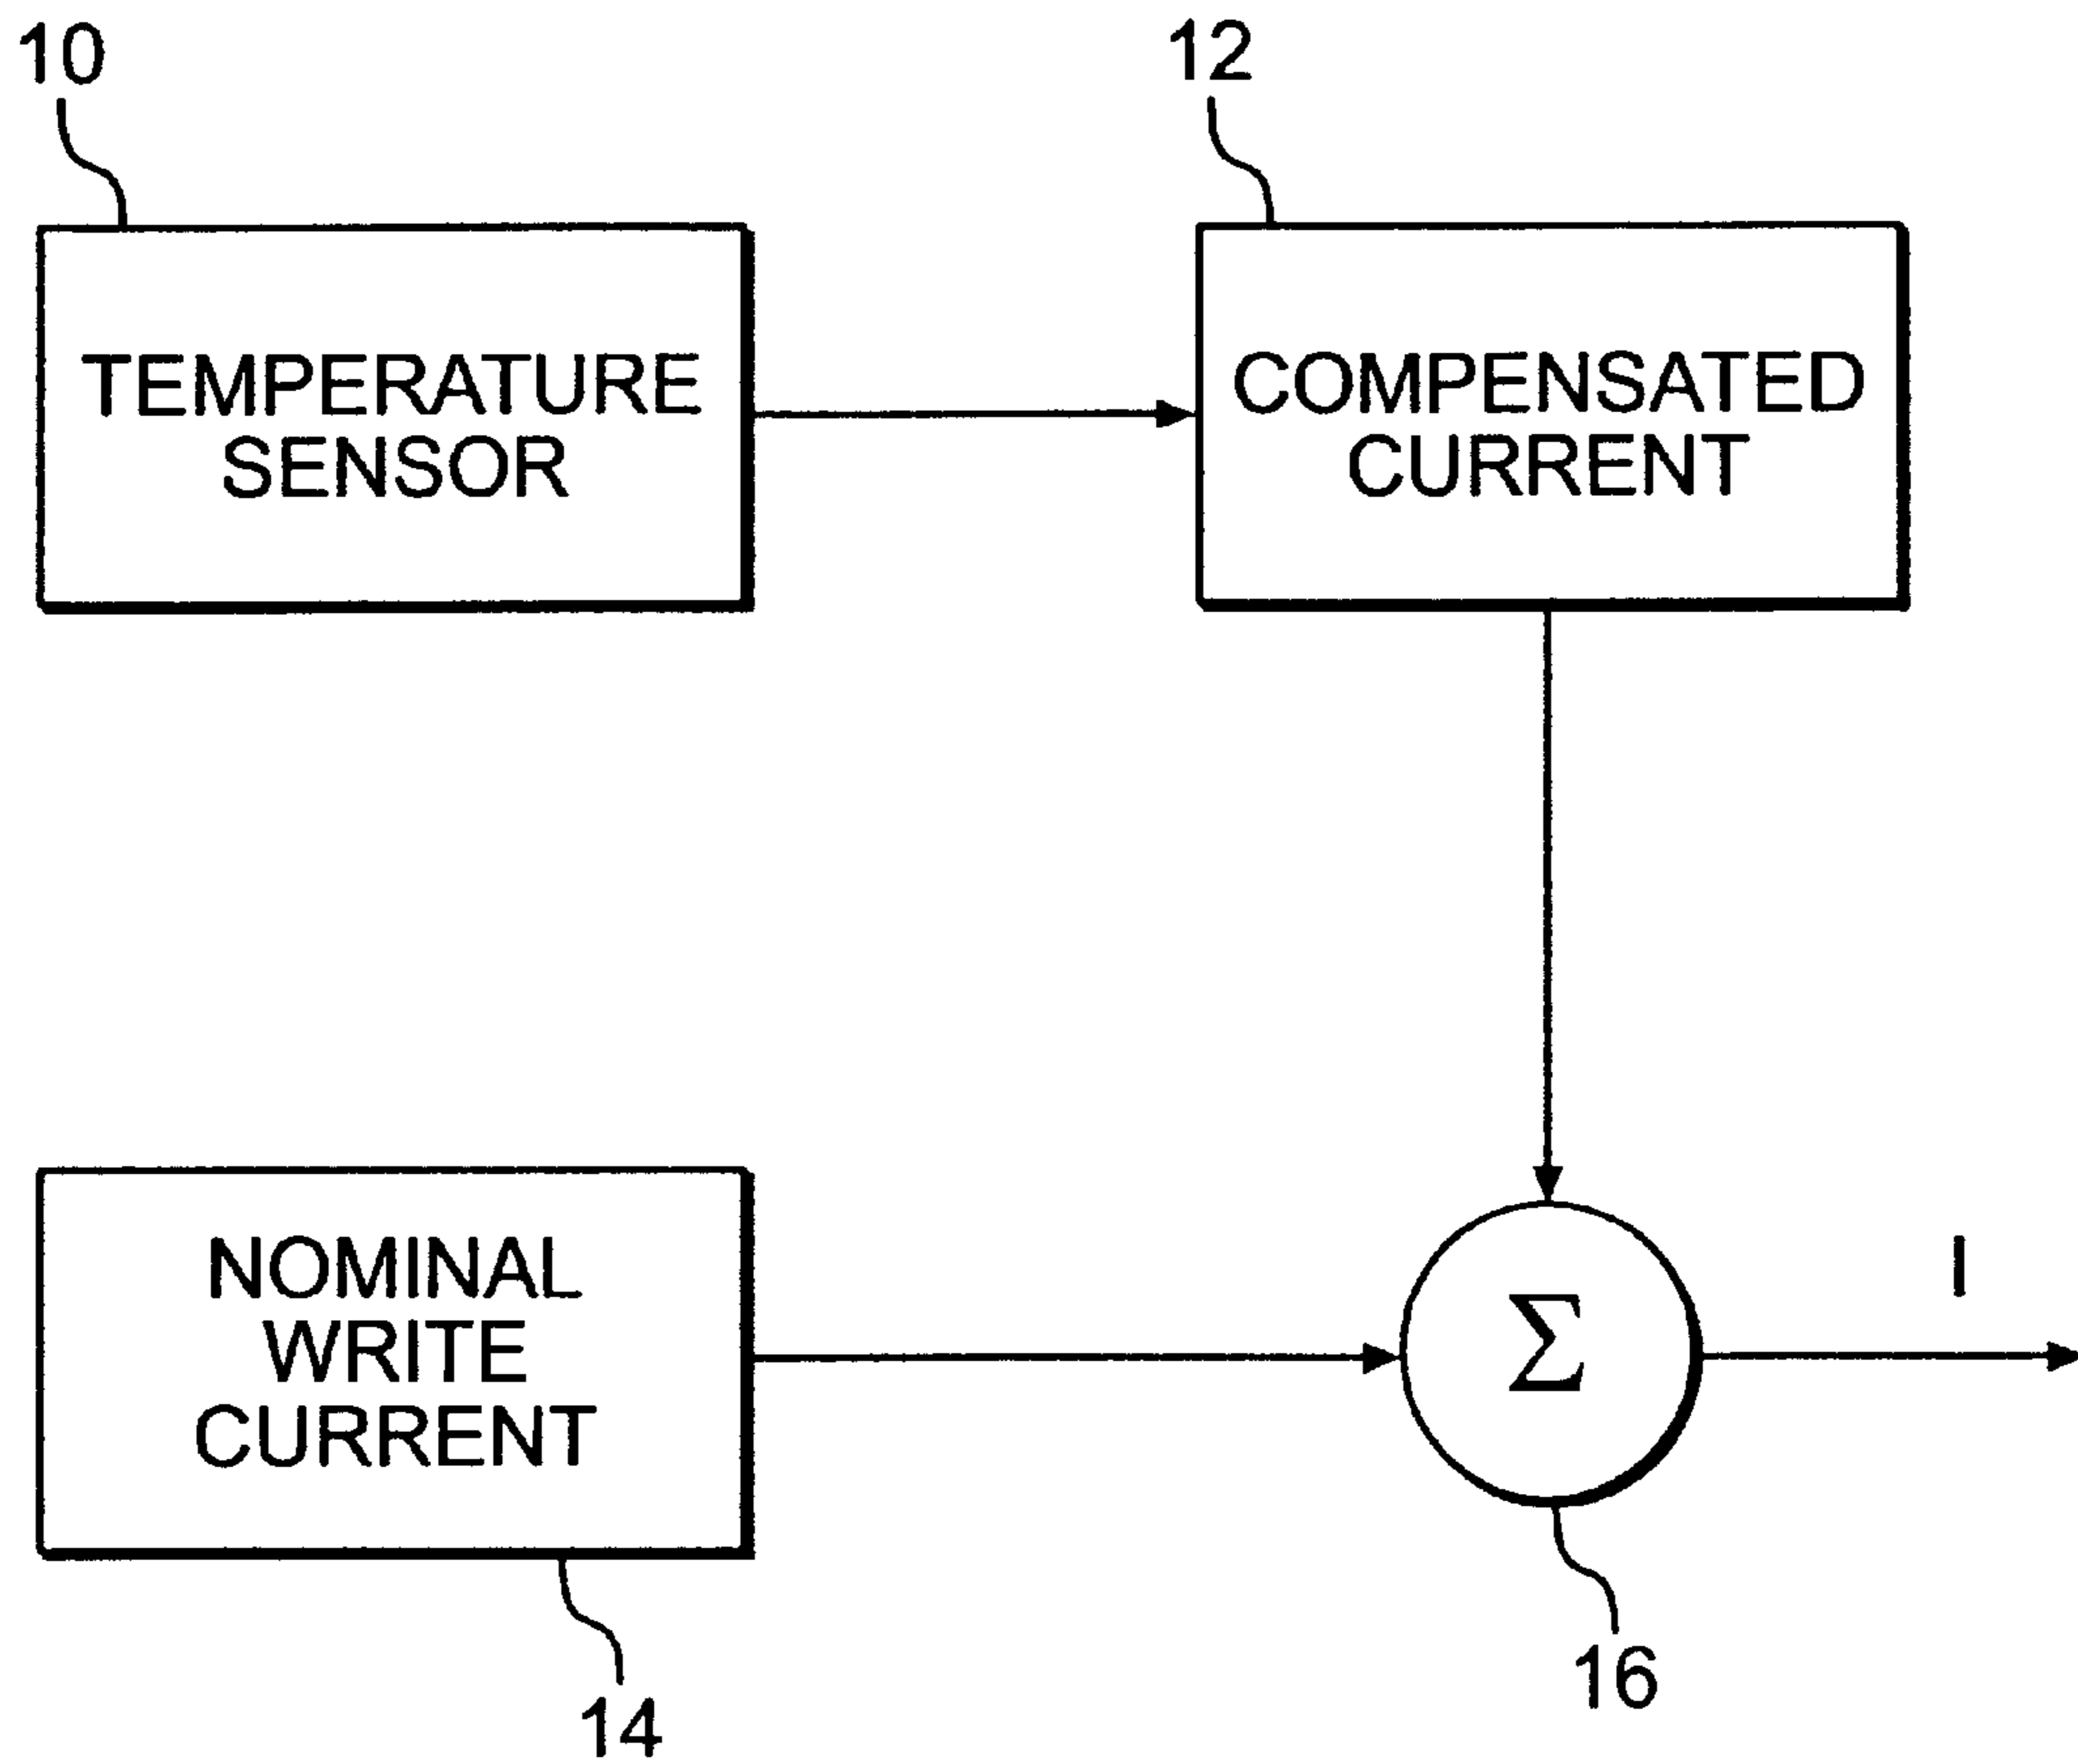 10
12
TEMPERATURE
SENSOR
COMPENSATED
CURRENT
NOMINAL
WRITE
CURRENT
Σ
I
14
16